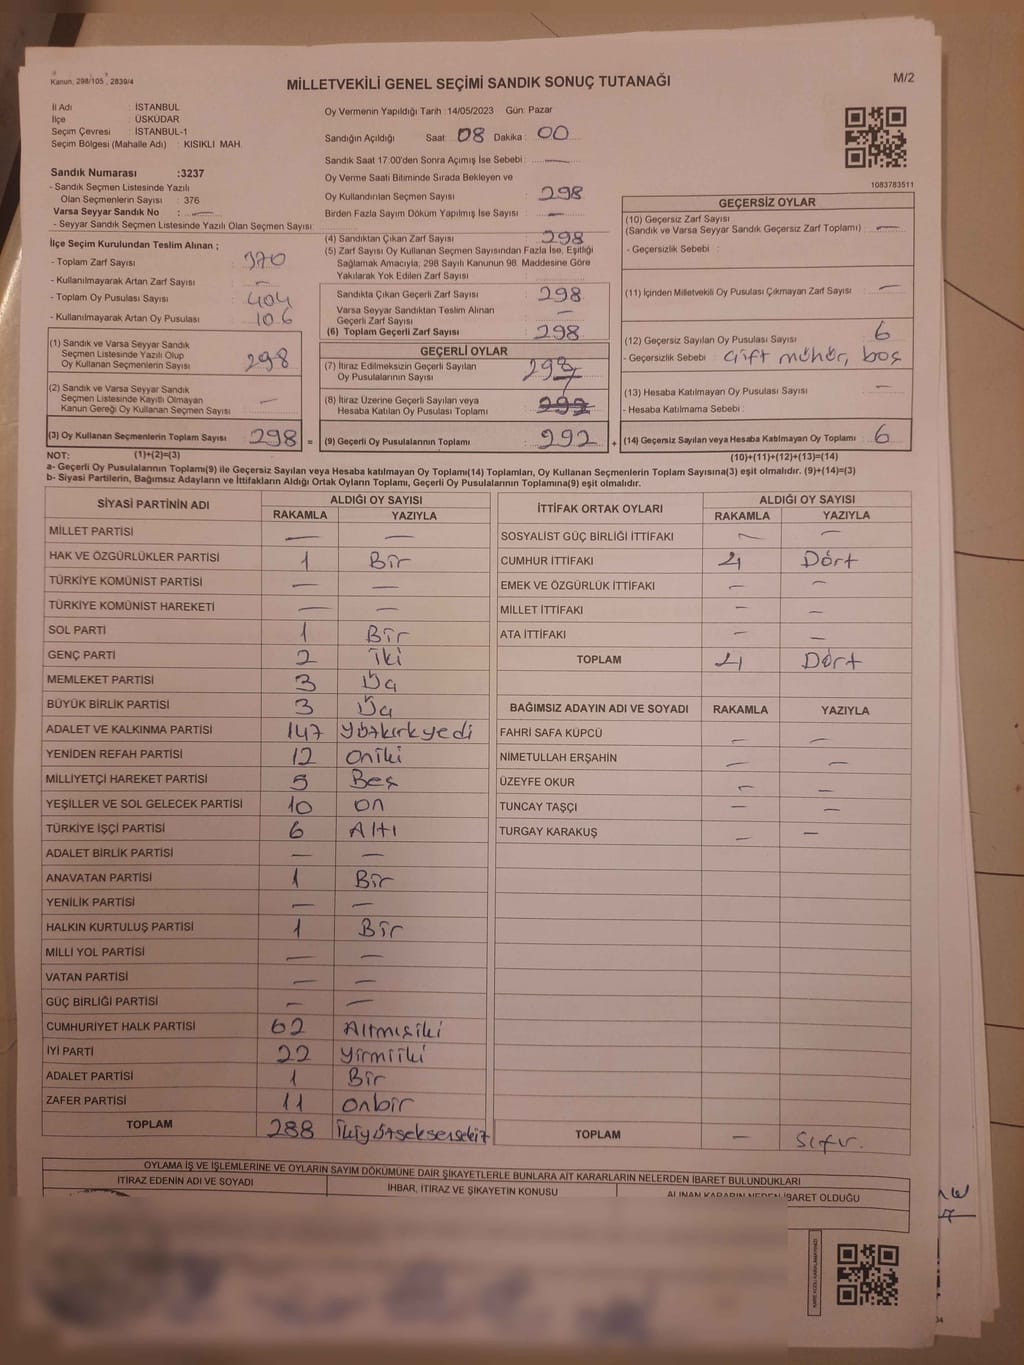 Kanun, 298/105 , 2839/4
MİLLETVEKİLİ GENEL SEÇİMİ SANDIK SONUÇ TUTANAĞI
M/2
İl Adı : İSTANBUL
İlçe : ÜSKÜDAR
Seçim Çevresi : İSTANBUL-1
Seçim Bölgesi (Mahalle Adı) : KISIKLI MAH.
Sandık Numarası :3237
- Sandık Seçmen Listesinde Yazılı
Olan Seçmenlerin Sayısı : 376
Varsa Seyyar Sandık No : —
- Seyyar Sandık Seçmen Listesinde Yazılı Olan Seçmen Sayısı:
İlçe Seçim Kurulundan Teslim Alınan ;
- Toplam Zarf Sayısı : 370
- Kullanılmayarak Artan Zarf Sayısı : —
- Toplam Oy Pusulası Sayısı : 404
- Kullanılmayarak Artan Oy Pusulası : 106
(1) Sandık ve Varsa Seyyar Sandık
Seçmen Listesinde Yazılı Olup
Oy Kullanan Seçmenlerin Sayısı : 298
(2) Sandık ve Varsa Seyyar Sandık
Seçmen Listesinde Kayıtlı Olmayan
Kanun Gereği Oy Kullanan Seçmen Sayısı : —
(3) Oy Kullanan Seçmenlerin Toplam Sayısı 298 =
Oy Vermenin Yapıldığı Tarih :14/05/2023 Gün: Pazar
Sandığın Açıldığı Saat: 08 Dakika : 00
Sandık Saat 17:00'den Sonra Açımış İse Sebebi : —
Oy Verme Saati Bitiminde Sırada Bekleyen ve
Oy Kullandırılan Seçmen Sayısı : 298
Birden Fazla Sayım Döküm Yapılmış İse Sayısı : —
(4) Sandıktan Çıkan Zarf Sayısı : 298
(5) Zarf Sayısı Oy Kullanan Seçmen Sayısından Fazla İse, Eşitliği
Sağlamak Amacıyla; 298 Sayılı Kanunun 98. Maddesine Göre
Yakılarak Yok Edilen Zarf Sayısı :
Sandıkta Çıkan Geçerli Zarf Sayısı : 298
Varsa Seyyar Sandıktan Teslim Alınan
Geçerli Zarf Sayısı : —
(6) Toplam Geçerli Zarf Sayısı : 298
GEÇERLİ OYLAR
(7) İtiraz Edilmeksizin Geçerli Sayılan
Oy Pusulalarının Sayısı :
(8) İtiraz Üzerine Geçerli Sayılan veya
Hesaba Katılan Oy Pusulası Toplamı : 292
(9) Geçerli Oy Pusulalarının Toplamı : 292 +
1083783511
GEÇERSİZ OYLAR
(10) Geçersiz Zarf Sayısı
(Sandık ve Varsa Seyyar Sandık Geçersiz Zarf Toplamı) : —
- Geçersizlik Sebebi :
(11) İçinden Milletvekili Oy Pusulası Çıkmayan Zarf Sayısı : —
(12) Geçersiz Sayılan Oy Pusulası Sayısı : 6
- Geçersizlik Sebebi : Çift mühür, boş
(13) Hesaba Katılmayan Oy Pusulası Sayısı : —
- Hesaba Katılmama Sebebi :
(14) Geçersiz Sayılan veya Hesaba Katılmayan Oy Toplamı : 6
NOT: (1)+(2)=(3) (10)+(11)+(12)+(13)=(14)
a- Geçerli Oy Pusulalarının Toplamı(9) ile Geçersiz Sayılan veya Hesaba katılmayan Oy Toplamı(14) Toplamları, Oy Kullanan Seçmenlerin Toplam Sayısına(3) eşit olmalıdır. (9)+(14)=(3)
b- Siyasi Partilerin, Bağımsız Adayların ve İttifakların Aldığı Ortak Oyların Toplamı, Geçerli Oy Pusulalarının Toplamına(9) eşit olmalıdır.
SİYASİ PARTİNİN ADI ALDIĞI OY SAYISI
RAKAMLA YAZIYLA
MİLLET PARTİSİ — —
HAK VE ÖZGÜRLÜKLER PARTİSİ 1 Bir
TÜRKİYE KOMÜNİST PARTİSİ — —
TÜRKİYE KOMÜNİST HAREKETİ — —
SOL PARTİ 1 Bir
GENÇ PARTİ 2 iki
MEMLEKET PARTİSİ 3 Üç
BÜYÜK BİRLİK PARTİSİ 3 Üç
ADALET VE KALKINMA PARTİSİ 147 Yüzkırkyedi
YENİDEN REFAH PARTİSİ 12 oniki
MİLLİYETÇİ HAREKET PARTİSİ 5 Beş
YEŞİLLER VE SOL GELECEK PARTİSİ 10 on
TÜRKİYE İŞÇİ PARTİSİ 6 Altı
ADALET BİRLİK PARTİSİ — —
ANAVATAN PARTİSİ 1 Bir
YENİLİK PARTİSİ — —
HALKIN KURTULUŞ PARTİSİ 1 Bir
MİLLİ YOL PARTİSİ — —
VATAN PARTİSİ — —
GÜÇ BİRLİĞİ PARTİSİ — —
CUMHURİYET HALK PARTİSİ 62 Altmışiki
İYİ PARTİ 22 yirmiiki
ADALET PARTİSİ 1 Bir
ZAFER PARTİSİ 11 onbir
TOPLAM 288 ikiyüzseksensekiz
İTTİFAK ORTAK OYLARI ALDIĞI OY SAYISI
RAKAMLA YAZIYLA
SOSYALİST GÜÇ BİRLİĞİ İTTİFAKI — —
CUMHUR İTTİFAKI 4 Dört
EMEK VE ÖZGÜRLÜK İTTİFAKI — —
MİLLET İTTİFAKI — —
ATA İTTİFAKI — —
TOPLAM 4 Dört
BAĞIMSIZ ADAYIN ADI VE SOYADI RAKAMLA YAZIYLA
FAHRİ SAFA KÜPCÜ — —
NİMETULLAH ERŞAHİN — —
ÜZEYFE OKUR — —
TUNCAY TAŞÇI — —
TURGAY KARAKUŞ — —
TOPLAM — Sıfır.
OYLAMA İŞ VE İŞLEMLERİNE VE OYLARIN SAYIM DÖKÜMÜNE DAİR ŞİKAYETLERLE BUNLARA AİT KARARLARIN NELERDEN İBARET BULUNDUKLARI
İTİRAZ EDENİN ADI VE SOYADI İHBAR, İTİRAZ VE ŞİKAYETİN KONUSU ALINAN KARARIN NEDEN İBARET OLDUĞU